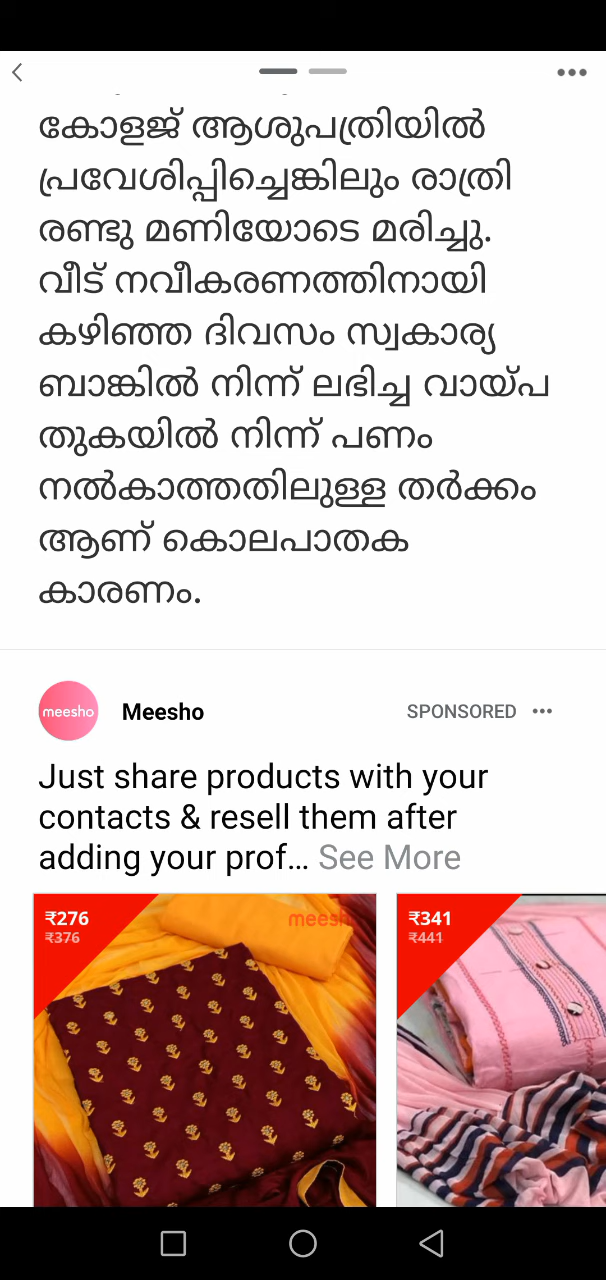 കോളജ് ആശുപത്രിയിൽ
പ്രവേശിപ്പിച്ചെങ്കിലും രാത്രി
രണ്ടു മണിയോടെ മരിച്ചു.
വീട് നവീകരണത്തിനായി
കഴിഞ്ഞ ദിവസം സ്വകാര്യ
ബാങ്കിൽ നിന്ന് ലഭിച്ച വായ്പ
തുകയിൽ നിന്ന് പണം
നൽകാത്തതിലുള്ള തർക്കം
ആണ് കൊലപാതക
കാരണം.
meesho
Meesho
SPONSORED
Just share products with your
contacts & resell them after
adding your prof... See More
₹276
₹376
meesh
₹341
₹441